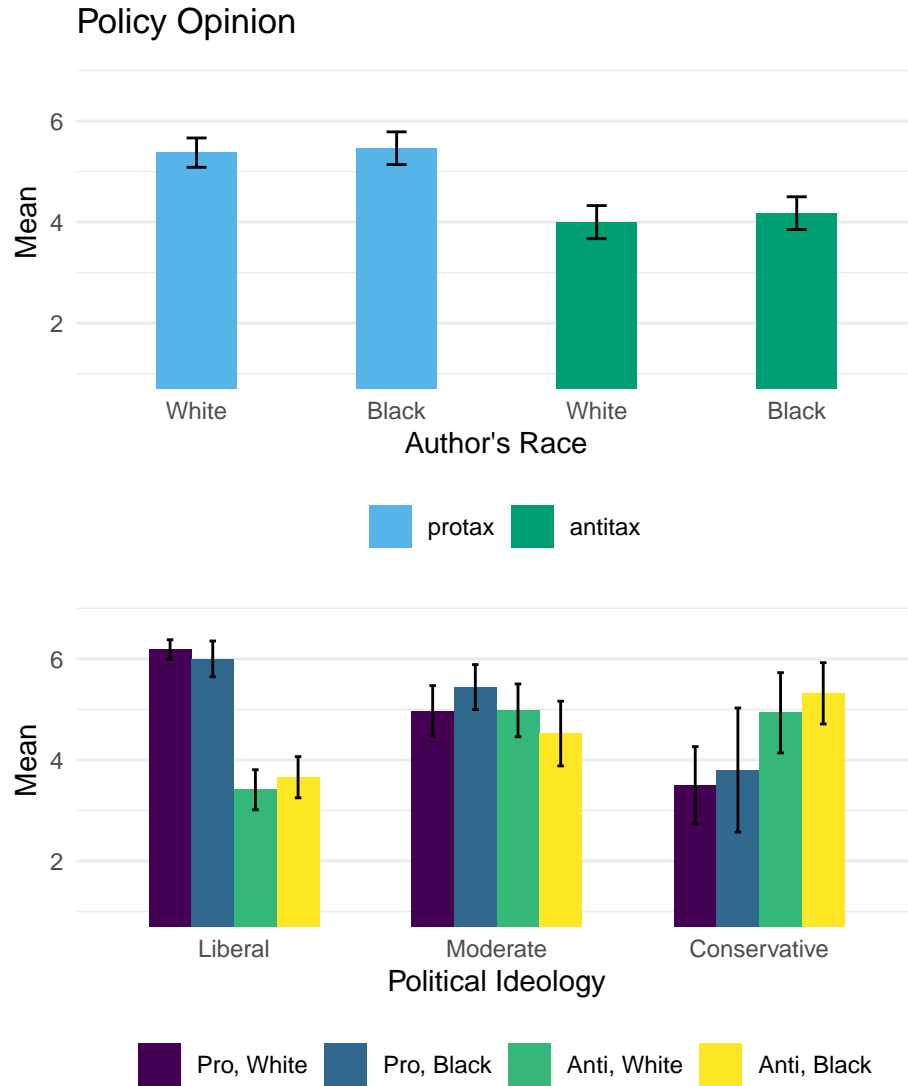 Policy Opinion
6
4
2
Mean
White Black White Black
Author's Race
protax antitax
6
4
2
Mean
Liberal Moderate Conservative
Political Ideology
Pro, White Pro, Black Anti, White Anti, Black